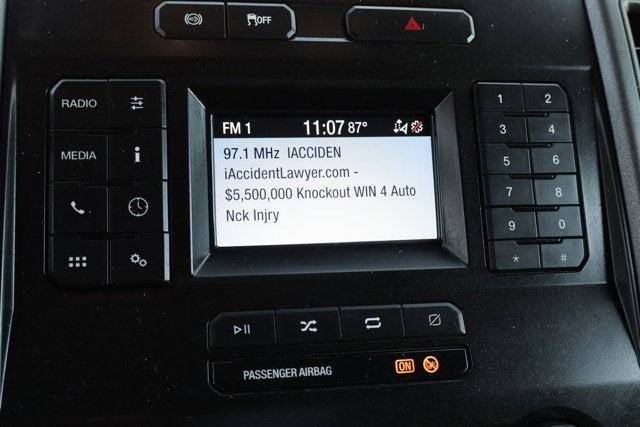 OFF
RADIO
MEDIA
i
FM 1 11:07 87°
97.1 MHz IACCIDEN
iAccidentLawyer.com -
$5,500,000 Knockout WIN 4 Auto
Nck Injry
1 2
3 4
5 6
7 8
9 0
* #
PASSENGER AIRBAG ON